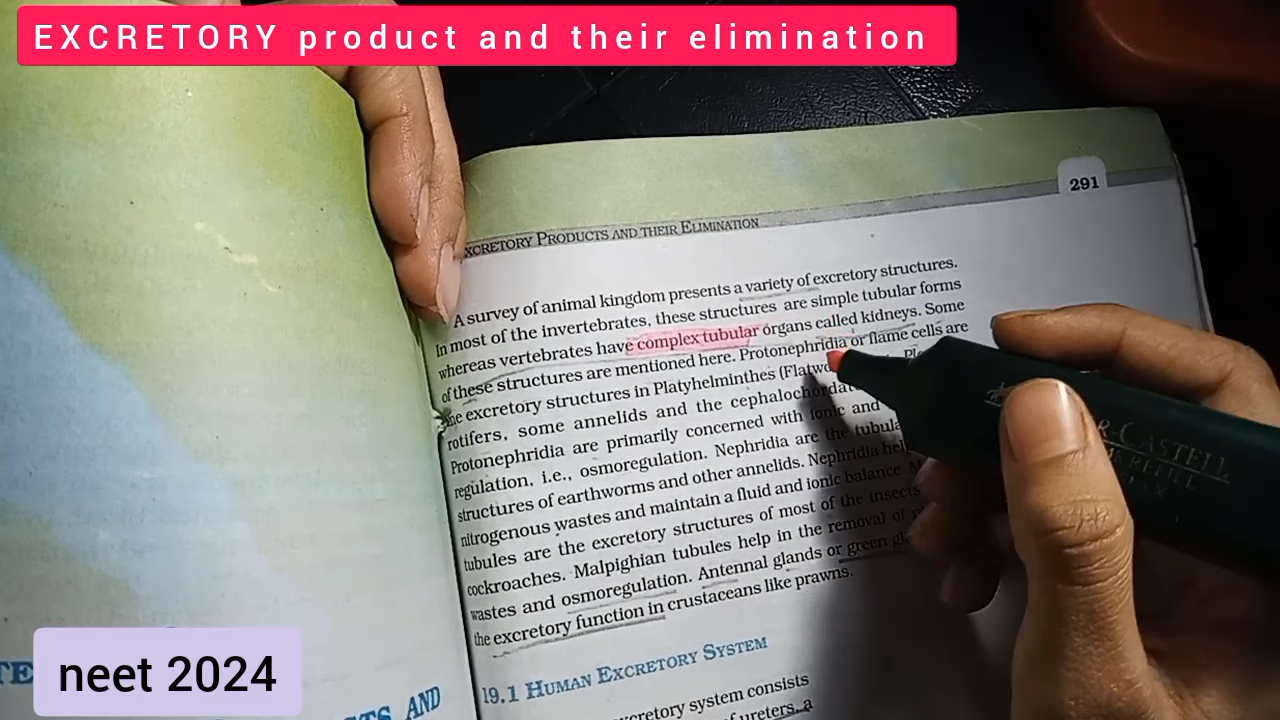 EXCRETORY product and their elimination
291
XCRETORY PRODUCTS AND THEIR ELIMINATION
A survey of animal kingdom presents a variety of excretory structures.
In most of the invertebrates, these structures are simple tubular forms
whereas vertebrates have complex tubular organs called kidneys. Some
of these structures are mentioned here. Protonephridia or flame cells are
the excretory structures in Platyhelminthes (Flatwo
rotifers, some annelids and the cephalochordat
Protonephridia are primarily concerned with ionic and
regulation, i.e., osmoregulation. Nephridia are the tubula
structures of earthworms and other annelids. Nephridia hel
nitrogenous wastes and maintain a fluid and ionic balance. M
tubules are the excretory structures of most of the insects
cockroaches. Malpighian tubules help in the removal of
wastes and osmoregulation. Antennal glands or green gl
the excretory function in crustaceans like prawns.
19.1 HUMAN EXCRETORY SYSTEM
xcretory system consists
of ureters, a
AND
neet 2024